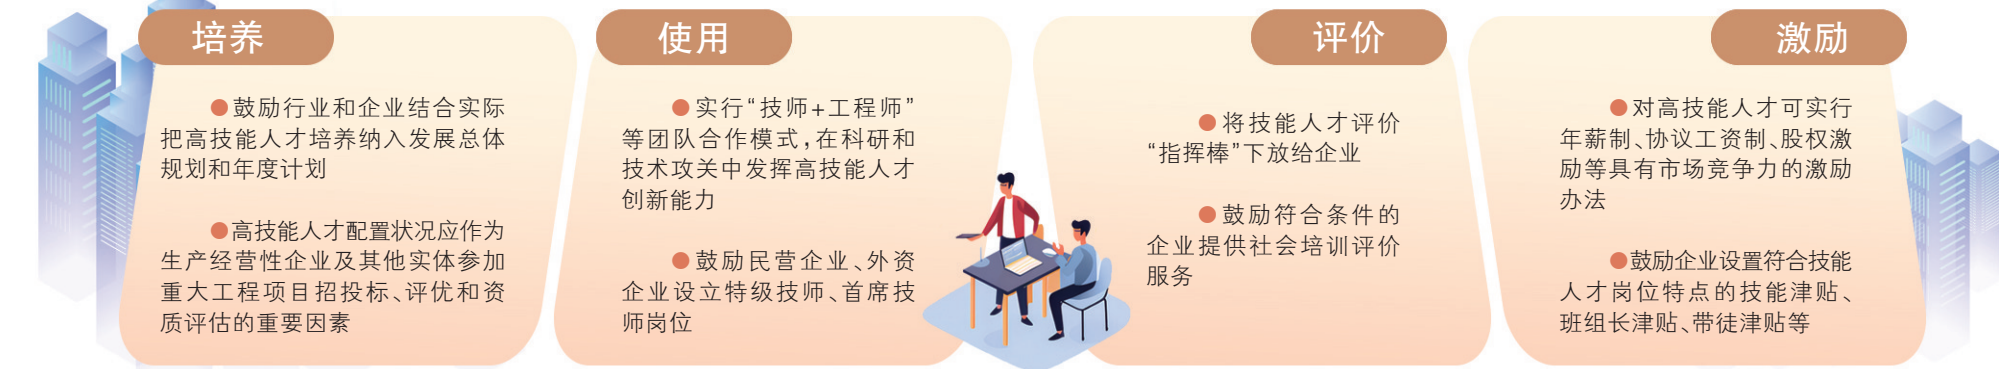 培养
●鼓励行业和企业结合实际
把高技能人才培养纳入发展总体
规划和年度计划
●高技能人才配置状况应作为
生产经营性企业及其他实体参加
重大工程项目招投标、评优和资
质评估的重要因素
使用
●实行“技师+工程师”
等团队合作模式,在科研和
技术攻关中发挥高技能人才
创新能力
●鼓励民营企业、外资
企业设立特级技师、首席技
师岗位
评价
●将技能人才评价
“指挥棒”下放给企业
●鼓励符合条件的
企业提供社会培训评价
服务
激励
●对高技能人才可实行
年薪制、协议工资制、股权激
励等具有市场竞争力的激励
办法
●鼓励企业设置符合技能
人才岗位特点的技能津贴、
班组长津贴、带徒津贴等